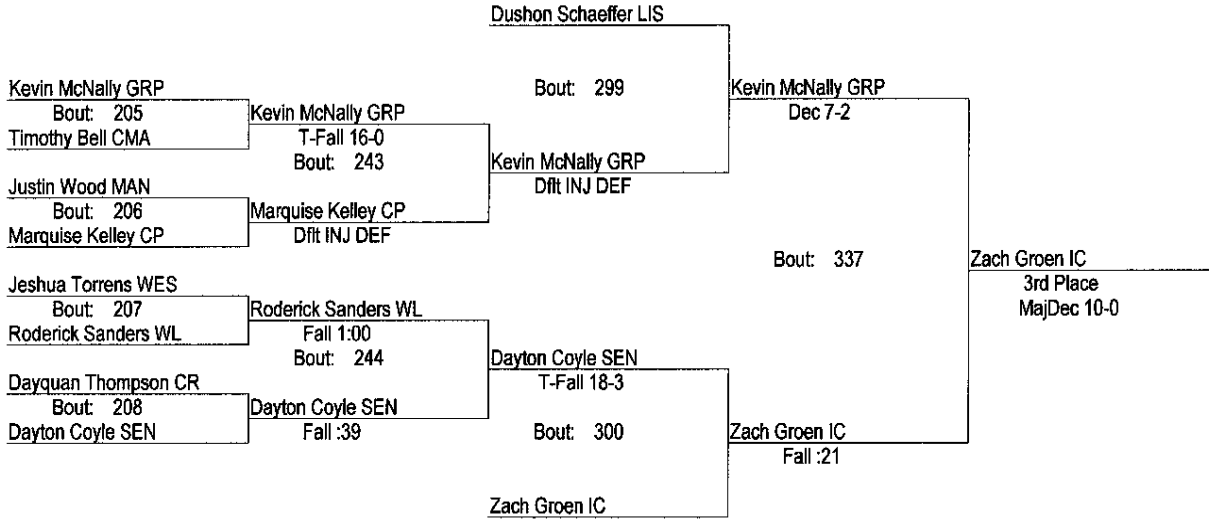 Dushon Schaeffer LIS
Kevin McNally GRP
Bout: 205
Timothy Bell CMA
Kevin McNally GRP
T-Fall 16-0
Bout: 243
Justin Wood MAN
Bout: 206
Marquise Kelley CP
Marquise Kelley CP
Dflt INJ DEF
Kevin McNally GRP
Dflt INJ DEF
Bout: 299
Kevin McNally GRP
Dec 7-2
Jeshua Torrens WES
Bout: 207
Roderick Sanders WL
Roderick Sanders WL
Fall 1:00
Bout: 244
Dayquan Thompson CR
Bout: 208
Dayton Coyle SEN
Dayton Coyle SEN
Fall :39
Dayton Coyle SEN
T-Fall 18-3
Bout: 300
Zach Groen IC
Zach Groen IC
Fall :21
Bout: 337
Zach Groen IC
3rd Place
MajDec 10-0